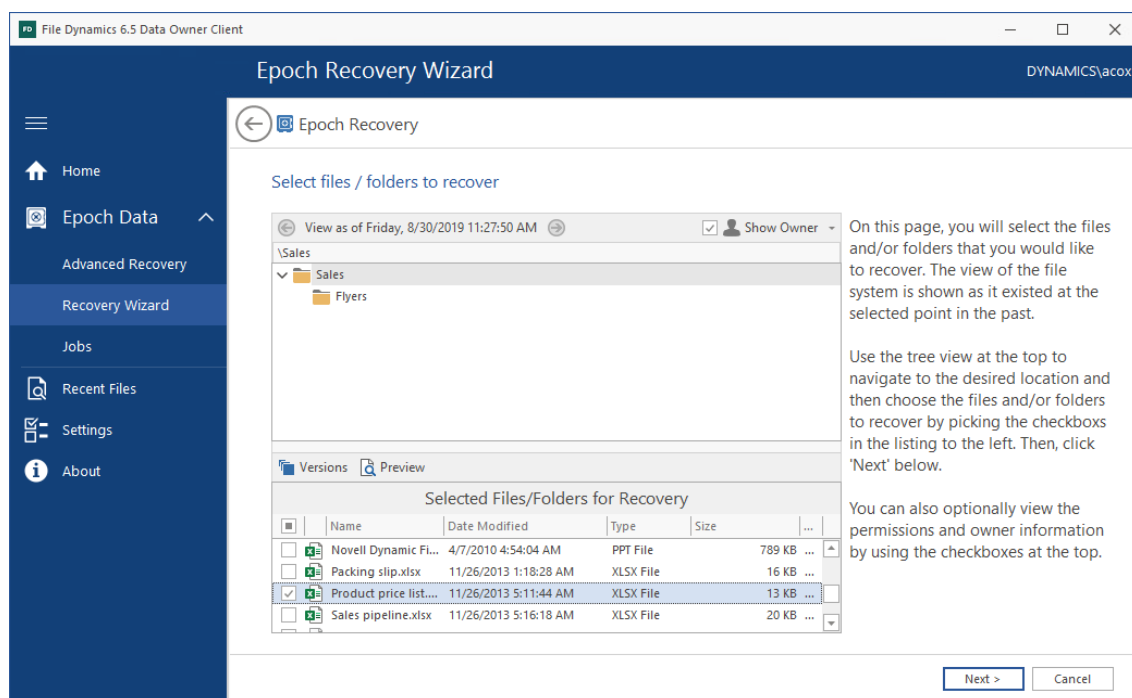 FD File Dynamics 6.5 Data Owner Client
Epoch Recovery Wizard
DYNAMICS\acox
Epoch Recovery
Home
Epoch Data
Advanced Recovery
Recovery Wizard
Jobs
Recent Files
Settings
About
Select files / folders to recover
View as of Friday, 8/30/2019 11:27:50 AM
Show Owner
\Sales
Sales
Flyers
Versions Preview
Selected Files/Folders for Recovery
Name Date Modified Type Size ...
Novell Dynamic Fi... 4/7/2010 4:54:04 AM PPT File 789 KB ...
Packing slip.xlsx 11/26/2013 1:18:28 AM XLSX File 16 KB ...
Product price list.... 11/26/2013 5:11:44 AM XLSX File 13 KB ...
Sales pipeline.xlsx 11/26/2013 5:16:18 AM XLSX File 20 KB ...
On this page, you will select the files
and/or folders that you would like
to recover. The view of the file
system is shown as it existed at the
selected point in the past.
Use the tree view at the top to
navigate to the desired location and
then choose the files and/or folders
to recover by picking the checkboxs
in the listing to the left. Then, click
'Next' below.
You can also optionally view the
permissions and owner information
by using the checkboxes at the top.
Next > Cancel